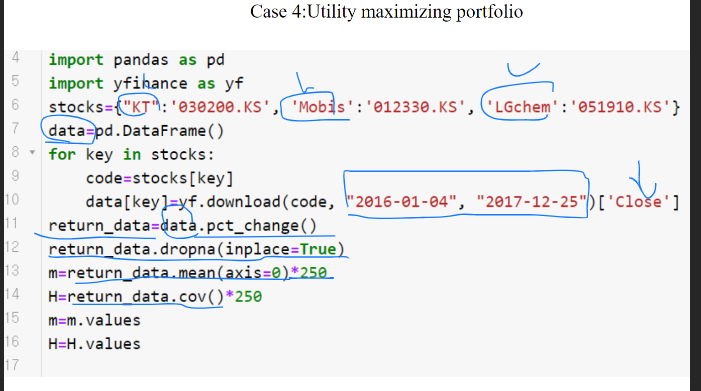 Case 4:Utility maximizing portfolio
4 import pandas as pd
5 import yfinance as yf
6 stocks={"KT":'030200.KS', 'Mobis':'012330.KS', 'LGchem':'051910.KS'}
7 data=pd.DataFrame()
8 for key in stocks:
9 code=stocks[key]
10 data[key]=yf.download(code, "2016-01-04", "2017-12-25")['Close']
11 return_data=data.pct_change()
12 return_data.dropna(inplace=True)
13 m=return_data.mean(axis=0)*250
14 H=return_data.cov()*250
15 m=m.values
16 H=H.values
17